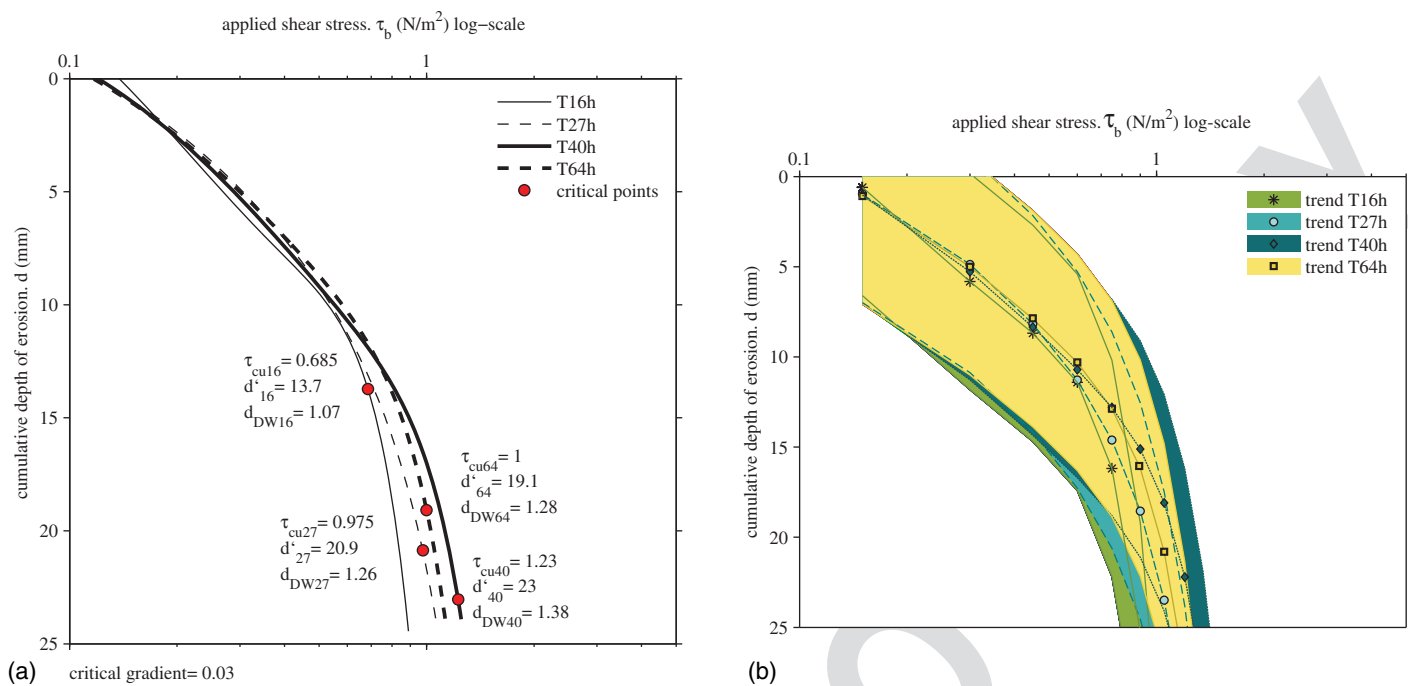 applied shear stress. τb (N/m2) log−scale
0.1 1
0
5
10
15
20
25
cumulative depth of erosion. d (mm)
T16h
T27h
T40h
T64h
critical points
τcu16= 0.685
d‘16= 13.7
dDW16= 1.07
τcu64= 1
d‘64= 19.1
dDW64= 1.28
τcu27= 0.975
d‘27= 20.9
dDW27= 1.26
τcu40= 1.23
d‘40= 23
dDW40= 1.38
(a) critical gradient= 0.03
applied shear stress. τb (N/m2) log-scale
0.1 1
0
5
10
15
20
25
cumulative depth of erosion. d (mm)
trend T16h
trend T27h
trend T40h
trend T64h
(b)